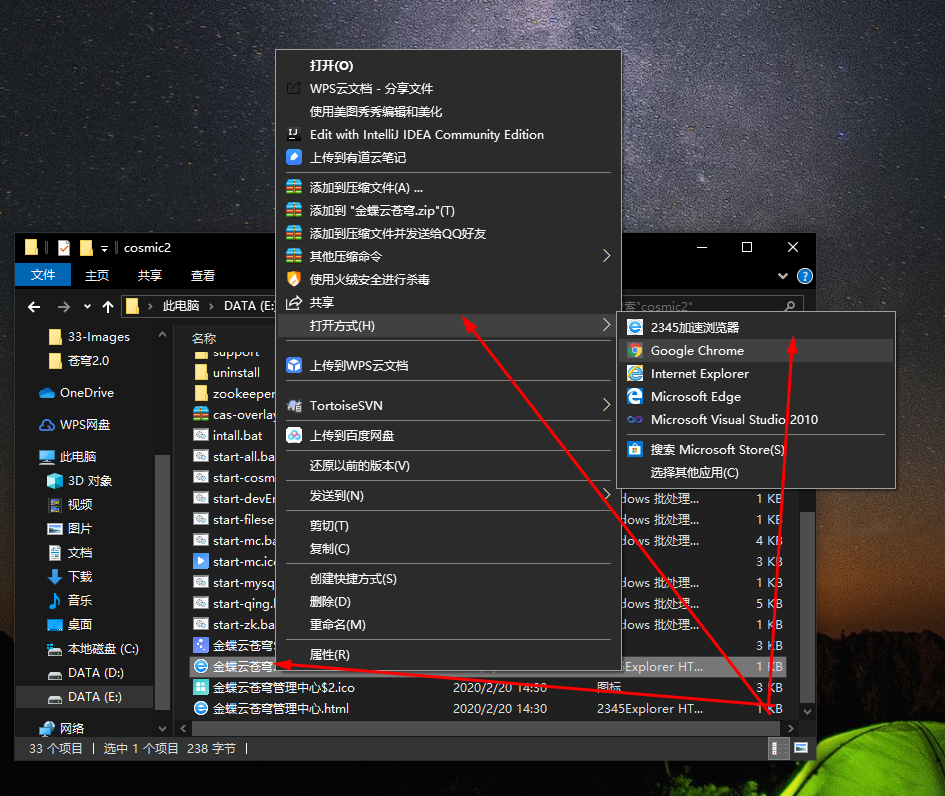 打开(O)
WPS云文档 - 分享文件
使用美图秀秀编辑和美化
Edit with IntelliJ IDEA Community Edition
上传到有道云笔记
添加到压缩文件(A) ...
添加到 "金蝶云苍穹.zip"(T)
添加到压缩文件并发送给QQ好友
其他压缩命令
使用火绒安全进行杀毒
共享
打开方式(H)
上传到WPS云文档
TortoiseSVN
上传到百度网盘
还原以前的版本(V)
发送到(N)
剪切(T)
复制(C)
创建快捷方式(S)
删除(D)
重命名(M)
属性(R)
2345加速浏览器
Google Chrome
Internet Explorer
Microsoft Edge
Microsoft Visual Studio 2010
搜索 Microsoft Store(S)
选择其他应用(C)
cosmic2
文件 主页 共享 查看
此电脑 › DATA (E:
索"cosmic2"
33-Images
苍穹2.0
OneDrive
WPS网盘
此电脑
3D 对象
视频
图片
文档
下载
音乐
桌面
本地磁盘 (C:)
DATA (D:)
DATA (E:)
网络
名称
support
uninstall
zookeeper
cas-overlay
intall.bat
start-all.ba
start-cosm
start-devEn dows 批处理... 1 KB
start-filese dows 批处理... 1 KB
start-mc.ba dows 批处理... 4 KB
start-mc.ico 3 KB
start-mysq dows 批处理... 1 KB
start-qing.l dows 批处理... 5 KB
start-zk.ba dows 批处理... 1 KB
金蝶云苍穹 3 KB
金蝶云苍穹 5Explorer HT... 1 KB
金蝶云苍穹管理中心$2.ico 2020/2/20 14:30 图标 3 KB
金蝶云苍穹管理中心.html 2020/2/20 14:30 2345Explorer HT... 1 KB
33 个项目 选中 1 个项目 238 字节